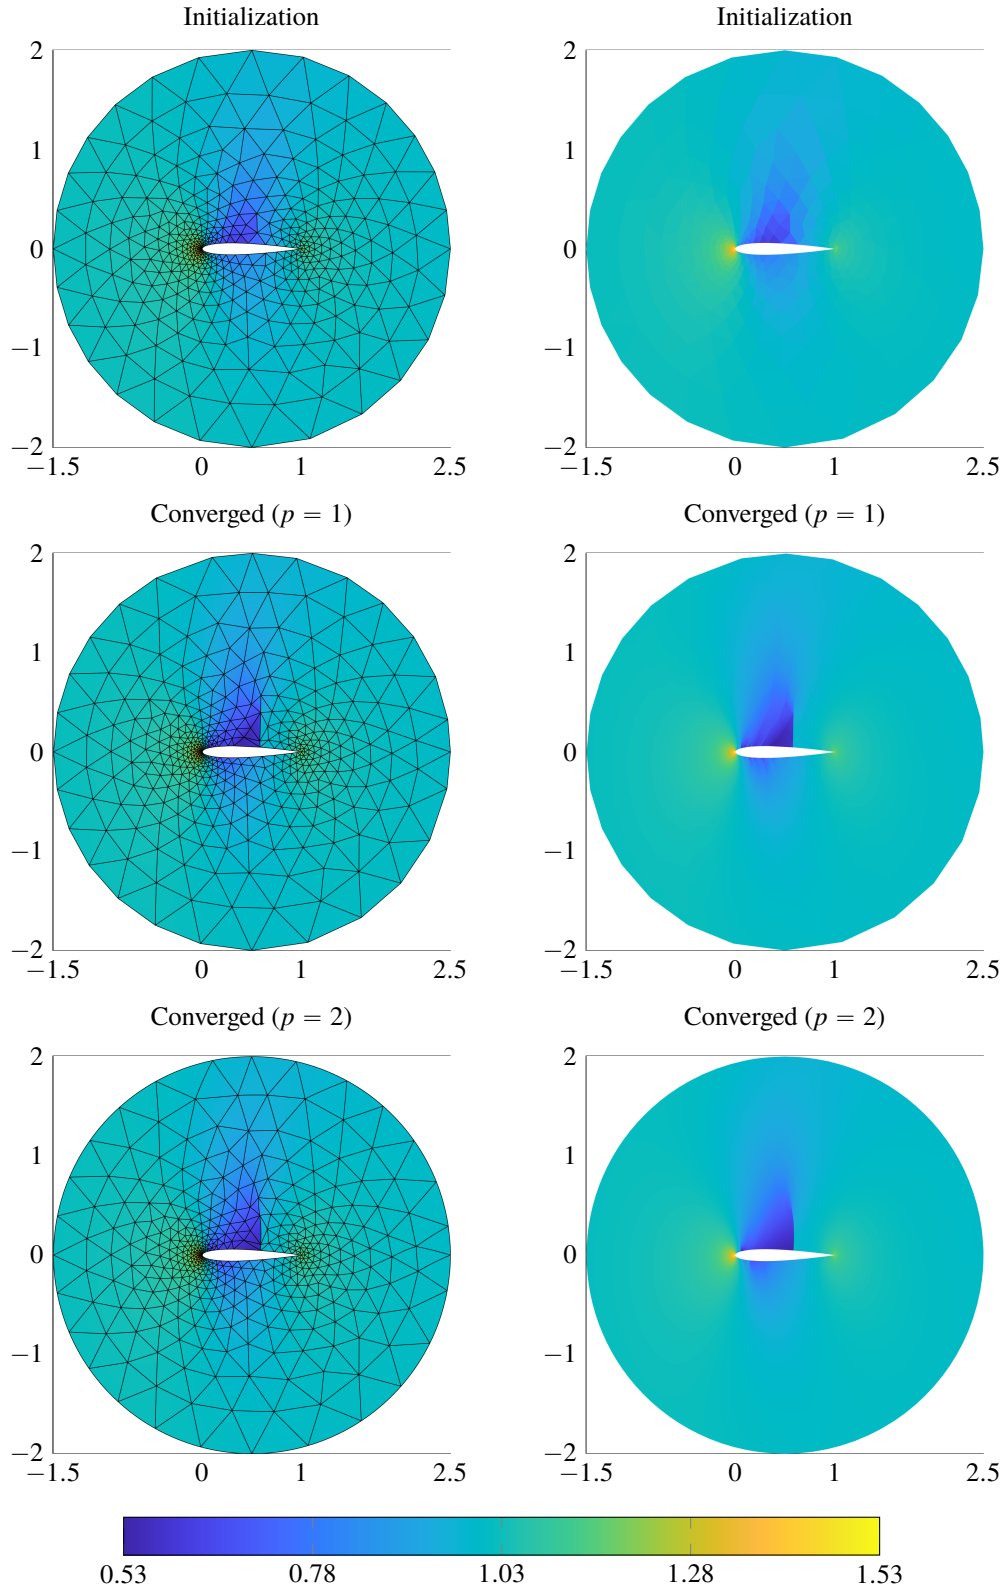 Initialization Initialization
2 2
1 1
0 0
−1 −1
−2 −2
−1.5 0 1 2.5 −1.5 0 1 2.5
Converged (p = 1) Converged (p = 1)
2 2
1 1
0 0
−1 −1
−2 −2
−1.5 0 1 2.5 −1.5 0 1 2.5
Converged (p = 2) Converged (p = 2)
2 2
1 1
0 0
−1 −1
−2 −2
−1.5 0 1 2.5 −1.5 0 1 2.5
0.53 0.78 1.03 1.28 1.53